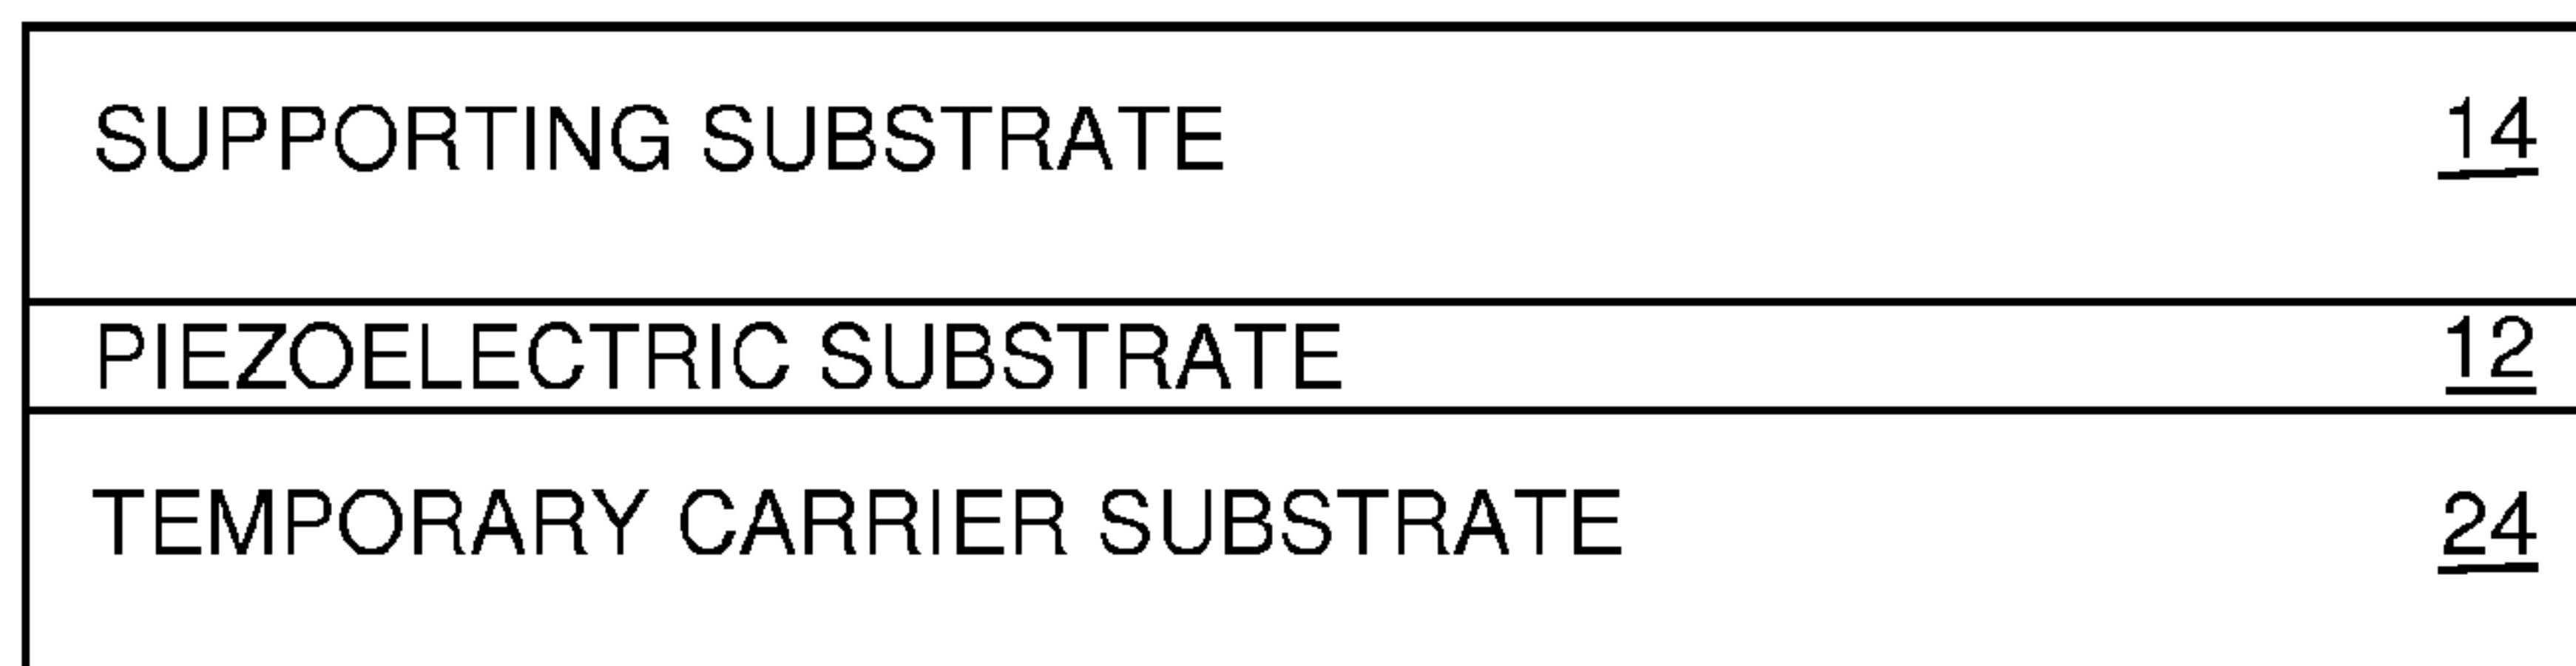 SUPPORTING SUBSTRATE 14
PIEZOELECTRIC SUBSTRATE 12
TEMPORARY CARRIER SUBSTRATE 24